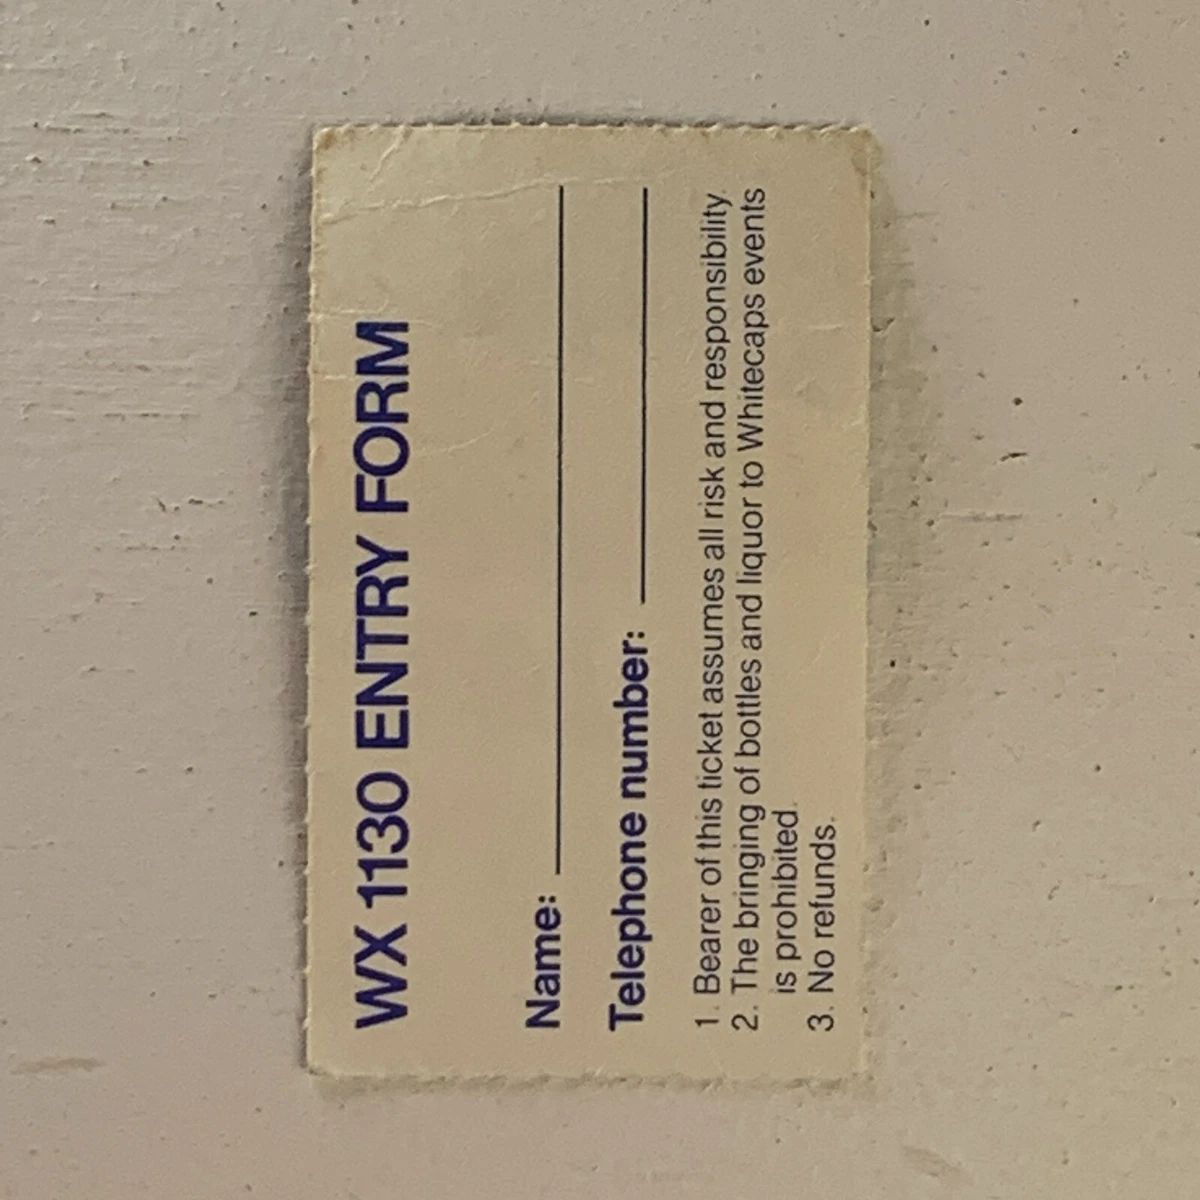 WX 1130 ENTRY FORM
Name:
Telephone number:
1. Bearer of this ticket assumes all risk and responsibility.
2. The bringing of bottles and liquor to Whitecaps events
is prohibited.
3. No refunds.